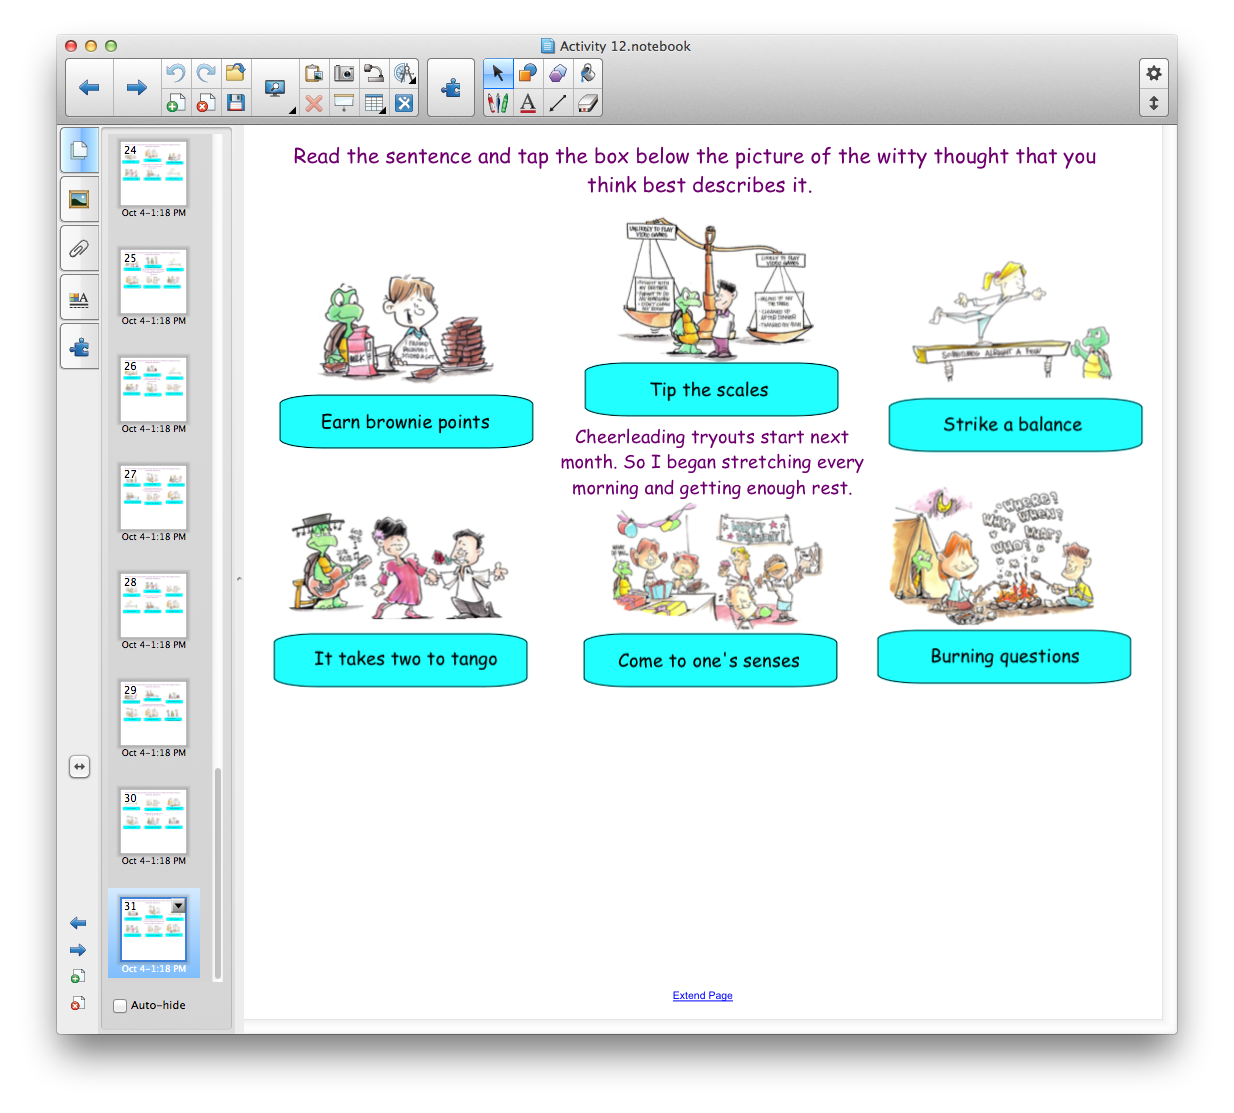 Activity 12.notebook
24
Oct 4-1:18 PM
25
Oct 4-1:18 PM
26
Oct 4-1:18 PM
27
Oct 4-1:18 PM
28
Oct 4-1:18 PM
29
Oct 4-1:18 PM
30
Oct 4-1:18 PM
31
Oct 4-1:18 PM
Auto-hide
Read the sentence and tap the box below the picture of the witty thought that you
think best describes it.
UNLIKELY TO PLAY
VIDEO GAMES
LIKELY TO PLAY
VIDEO GAMES
MILK
Earn brownie points
Tip the scales
Strike a balance
Cheerleading tryouts start next
month. So I began stretching every
morning and getting enough rest.
WHERE?
WHY?
WHEN?
WHAT?
WHO?
It takes two to tango
Come to one's senses
Burning questions
Extend Page